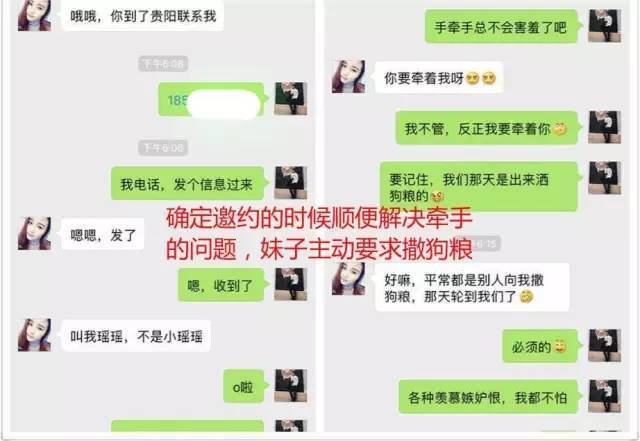 哦哦，你到了贵阳联系我
下午6:08
185
下午6:08
我电话，发个信息过来
嗯嗯，发了
嗯，收到了
叫我瑶瑶，不是小瑶瑶
o啦
手牵手总不会害羞了吧
你要牵着我呀
我不管，反正我要牵着你
要记住，我们那天是出来洒
狗粮的
6:15
好嘛，平常都是别人向我撒
狗粮，那天轮到我们了
必须的
各种羡慕嫉妒恨，我都不怕
确定邀约的时候顺便解决牵手
的问题，妹子主动要求撒狗粮